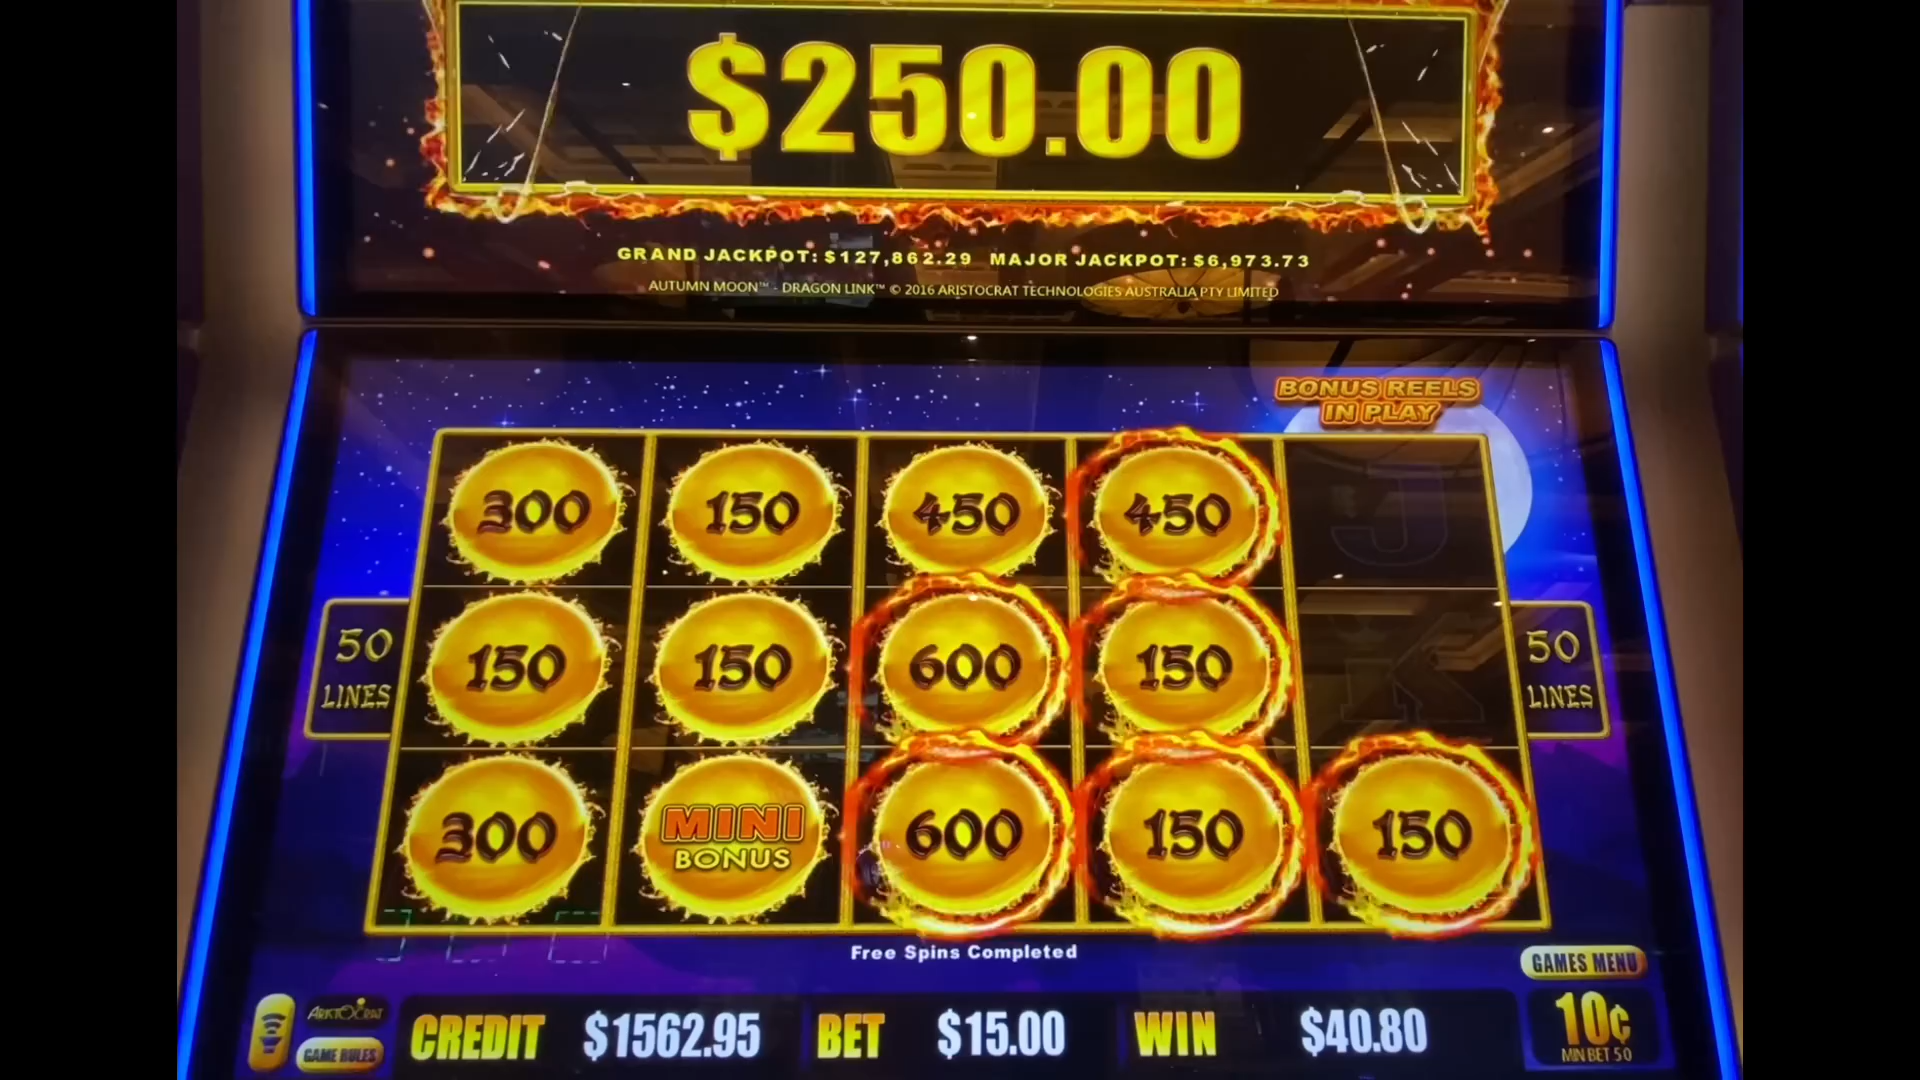 $250.00
GRAND JACKPOT: $127,862.29 MAJOR JACKPOT: $6,973.73
AUTUMN MOON™ - DRAGON LINK™ © 2016 ARISTOCRAT TECHNOLOGIES AUSTRALIA PTY LIMITED
BONUS REELS
IN PLAY
300 150 450 450 J
50
LINES
150 150 600 150 K
50
LINES
300 MINI
BONUS
600 150 150
Free Spins Completed
GAMES MENU
ARISTOCRAT
GAME RULES
CREDIT $1562.95 BET $15.00 WIN $40.80
10¢
MIN BET 50